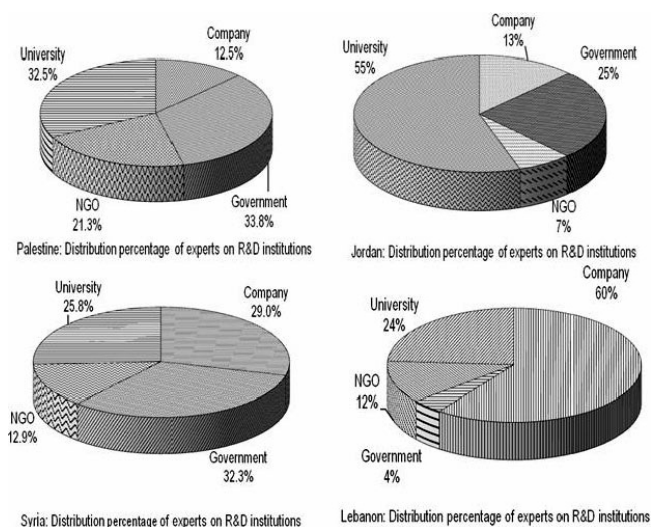 Company
12.5%
University
32.5%
NGO
21.3%
Government
33.8%
Palestine: Distribution percentage of experts on R&D institutions
Company
13%
University
55%
Government
25%
NGO
7%
Jordan: Distribution percentage of experts on R&D institutions
University
25.8%
Company
29.0%
NGO
12.9%
Government
32.3%
Syria: Distribution percentage of experts on R&D institutions
Company
60%
University
24%
NGO
12%
Government
4%
Lebanon: Distribution percentage of experts on R&D institutions